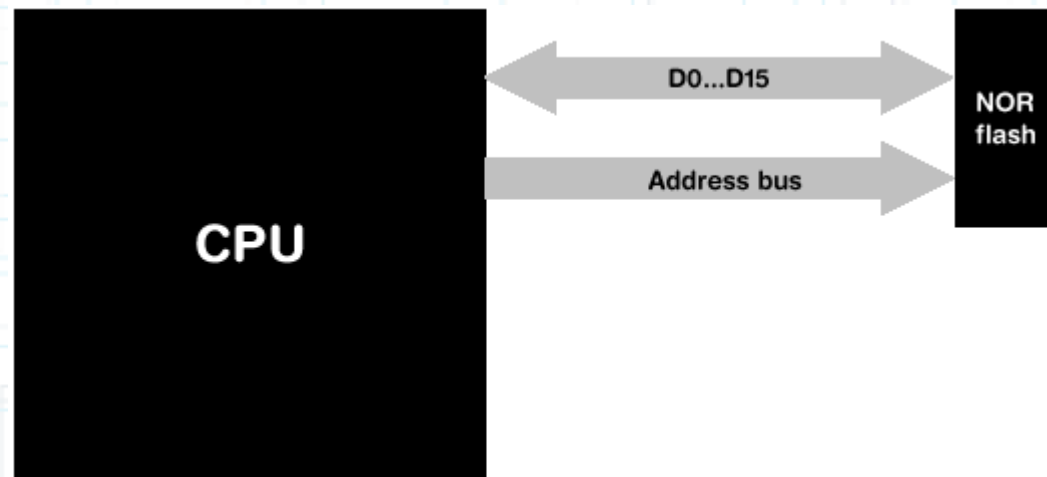 D0...D15
NOR
flash
Address bus
CPU